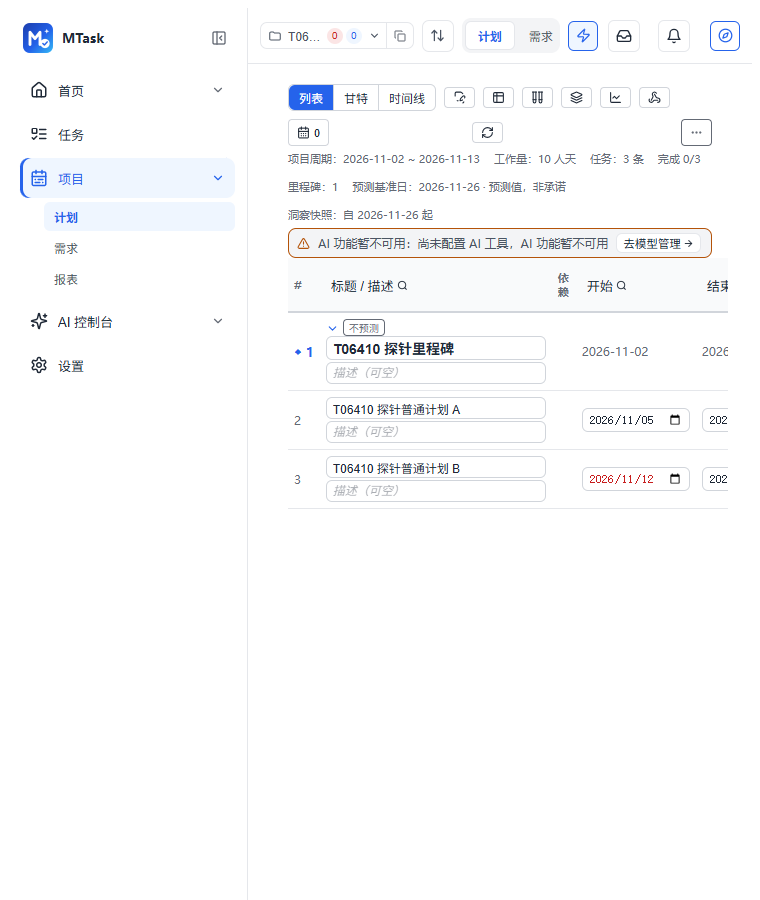 MTask
T06... 0 0 计划 需求
首页
任务
项目
计划
需求
报表
AI 控制台
设置
列表 甘特 时间线
0
项目周期：2026-11-02 ~ 2026-11-13 工作量：10 人天 任务：3 条 完成 0/3
里程碑：1 预测基准日：2026-11-26 · 预测值，非承诺
洞察快照：自 2026-11-26 起
AI 功能暂不可用：尚未配置 AI 工具，AI 功能暂不可用 去模型管理 →
# 标题 / 描述 依赖 开始 结束
不预测
1 T06410 探针里程碑 2026-11-02 2026
描述（可空）
2 T06410 探针普通计划 A 2026/11/05 202
描述（可空）
3 T06410 探针普通计划 B 2026/11/12 202
描述（可空）